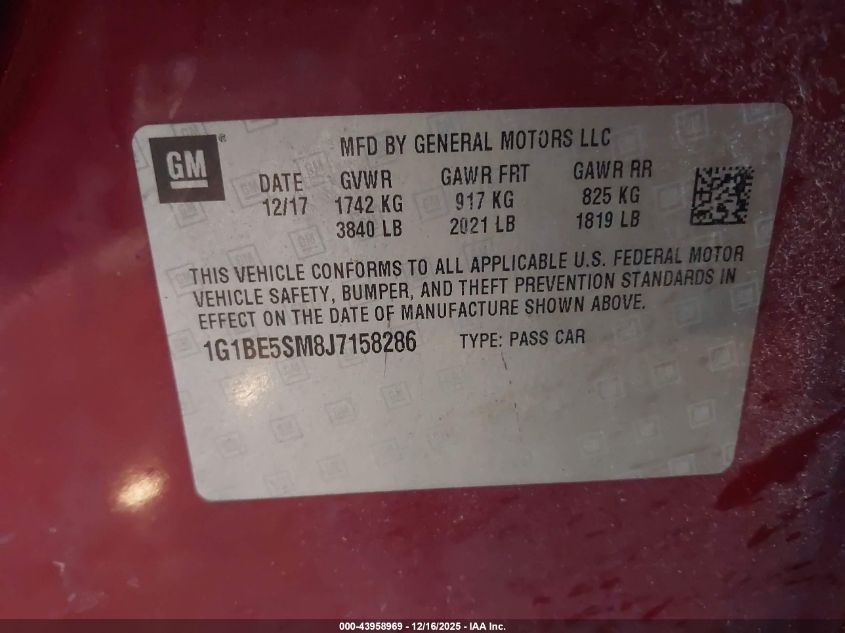 GM®
MFD BY GENERAL MOTORS LLC
DATE GVWR GAWR FRT GAWR RR
12/17 1742 KG 917 KG 825 KG
3840 LB 2021 LB 1819 LB
THIS VEHICLE CONFORMS TO ALL APPLICABLE U.S. FEDERAL MOTOR
VEHICLE SAFETY, BUMPER, AND THEFT PREVENTION STANDARDS IN
EFFECT ON THE DATE OF MANUFACTURE SHOWN ABOVE.
1G1BE5SM8J7158286 TYPE: PASS CAR
000-43958969 - 12/16/2025 - IAA Inc.